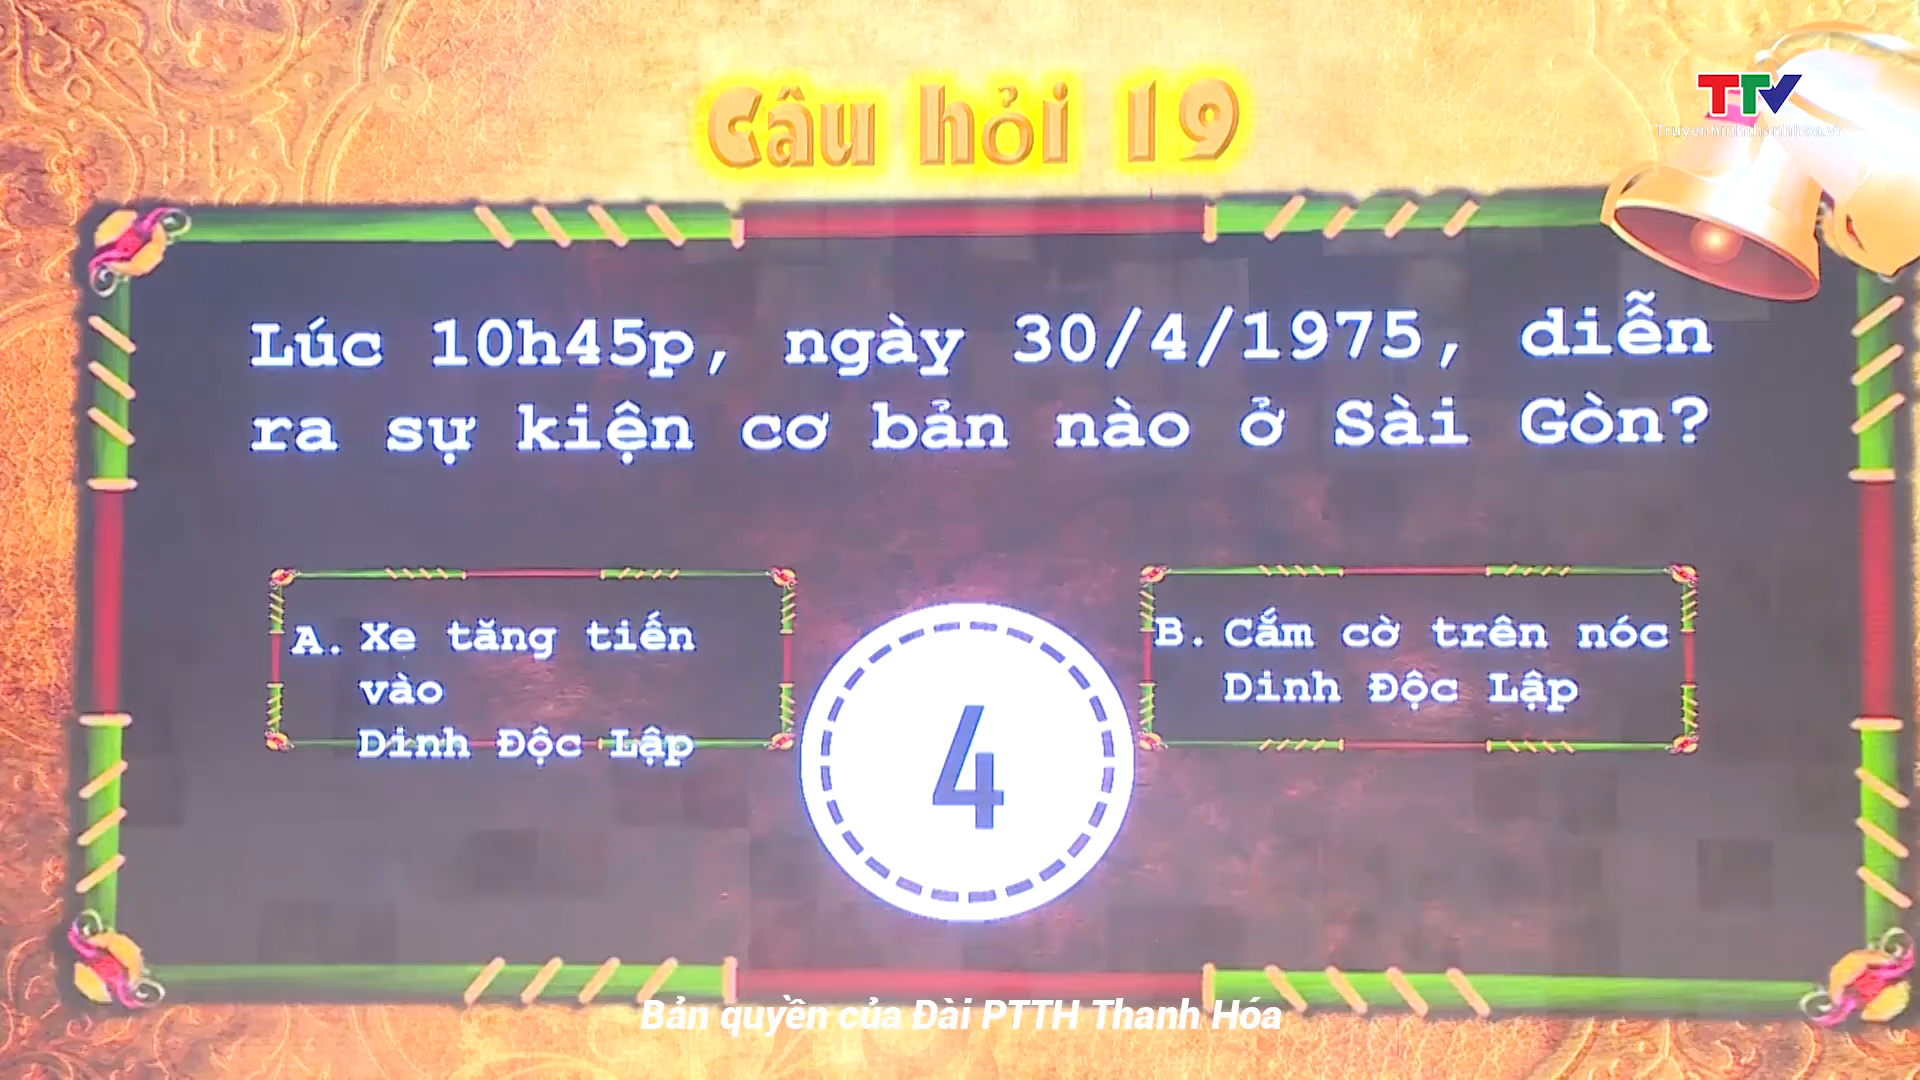 TTV
Truyenhinhthanhhoa.vn
Câu hỏi 19
Lúc 10h45p, ngày 30/4/1975, diễn
ra sự kiện cơ bản nào ở Sài Gòn?
A. Xe tăng tiến
vào
Dinh Độc Lập
B. Cắm cờ trên nóc
Dinh Độc Lập
4
Bản quyền của Đài PTTH Thanh Hóa